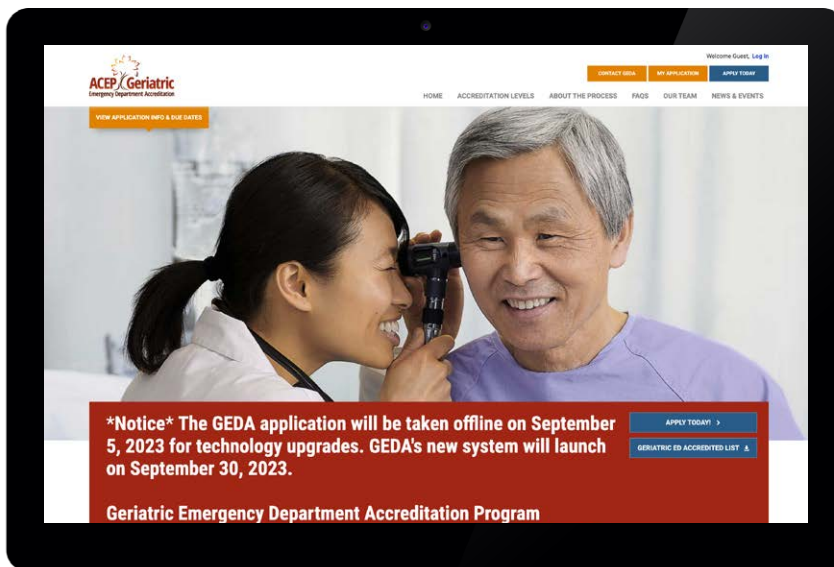 Welcome Guest, Log In
CONTACT GEDA
MY APPLICATION
APPLY TODAY
ACEP Geriatric
Emergency Department Accreditation
HOME
ACCREDITATION LEVELS
ABOUT THE PROCESS
FAQS
OUR TEAM
NEWS & EVENTS
VIEW APPLICATION INFO & DUE DATES
*Notice* The GEDA application will be taken offline on September
5, 2023 for technology upgrades. GEDA's new system will launch
on September 30, 2023.
APPLY TODAY! >
GERIATRIC ED ACCREDITED LIST
Geriatric Emergency Department Accreditation Program